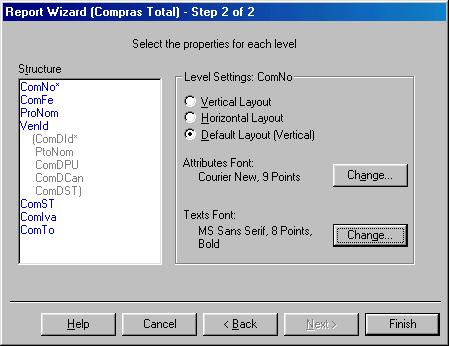 Report Wizard (Compras Total) - Step 2 of 2
Select the properties for each level
Structure
ComNo*
ComFe
ProNom
VenId
(ComDId*
PtoNom
ComDPU
ComDCan
ComDST)
ComST
ComIva
ComTo
Level Settings: ComNo
Vertical Layout
Horizontal Layout
Default Layout (Vertical)
Attributes Font:
Courier New, 9 Points
Change...
Texts Font:
MS Sans Serif, 8 Points,
Bold
Change...
Help
Cancel
< Back
Next >
Finish